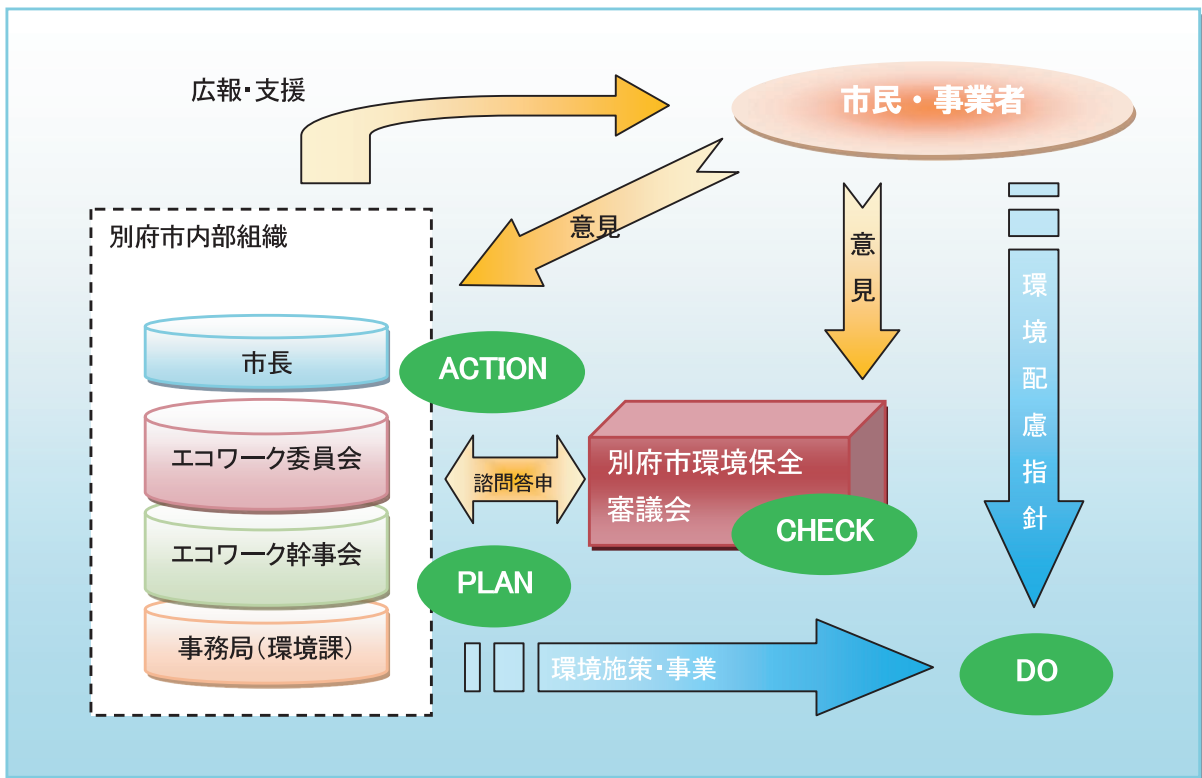 広報・支援
市民・事業者
別府市内部組織
意見
意見
環境配慮指針
市長
ACTION
エコワーク委員会
諮問答申
別府市環境保全
審議会
CHECK
エコワーク幹事会
PLAN
事務局（環境課）
環境施策・事業
DO